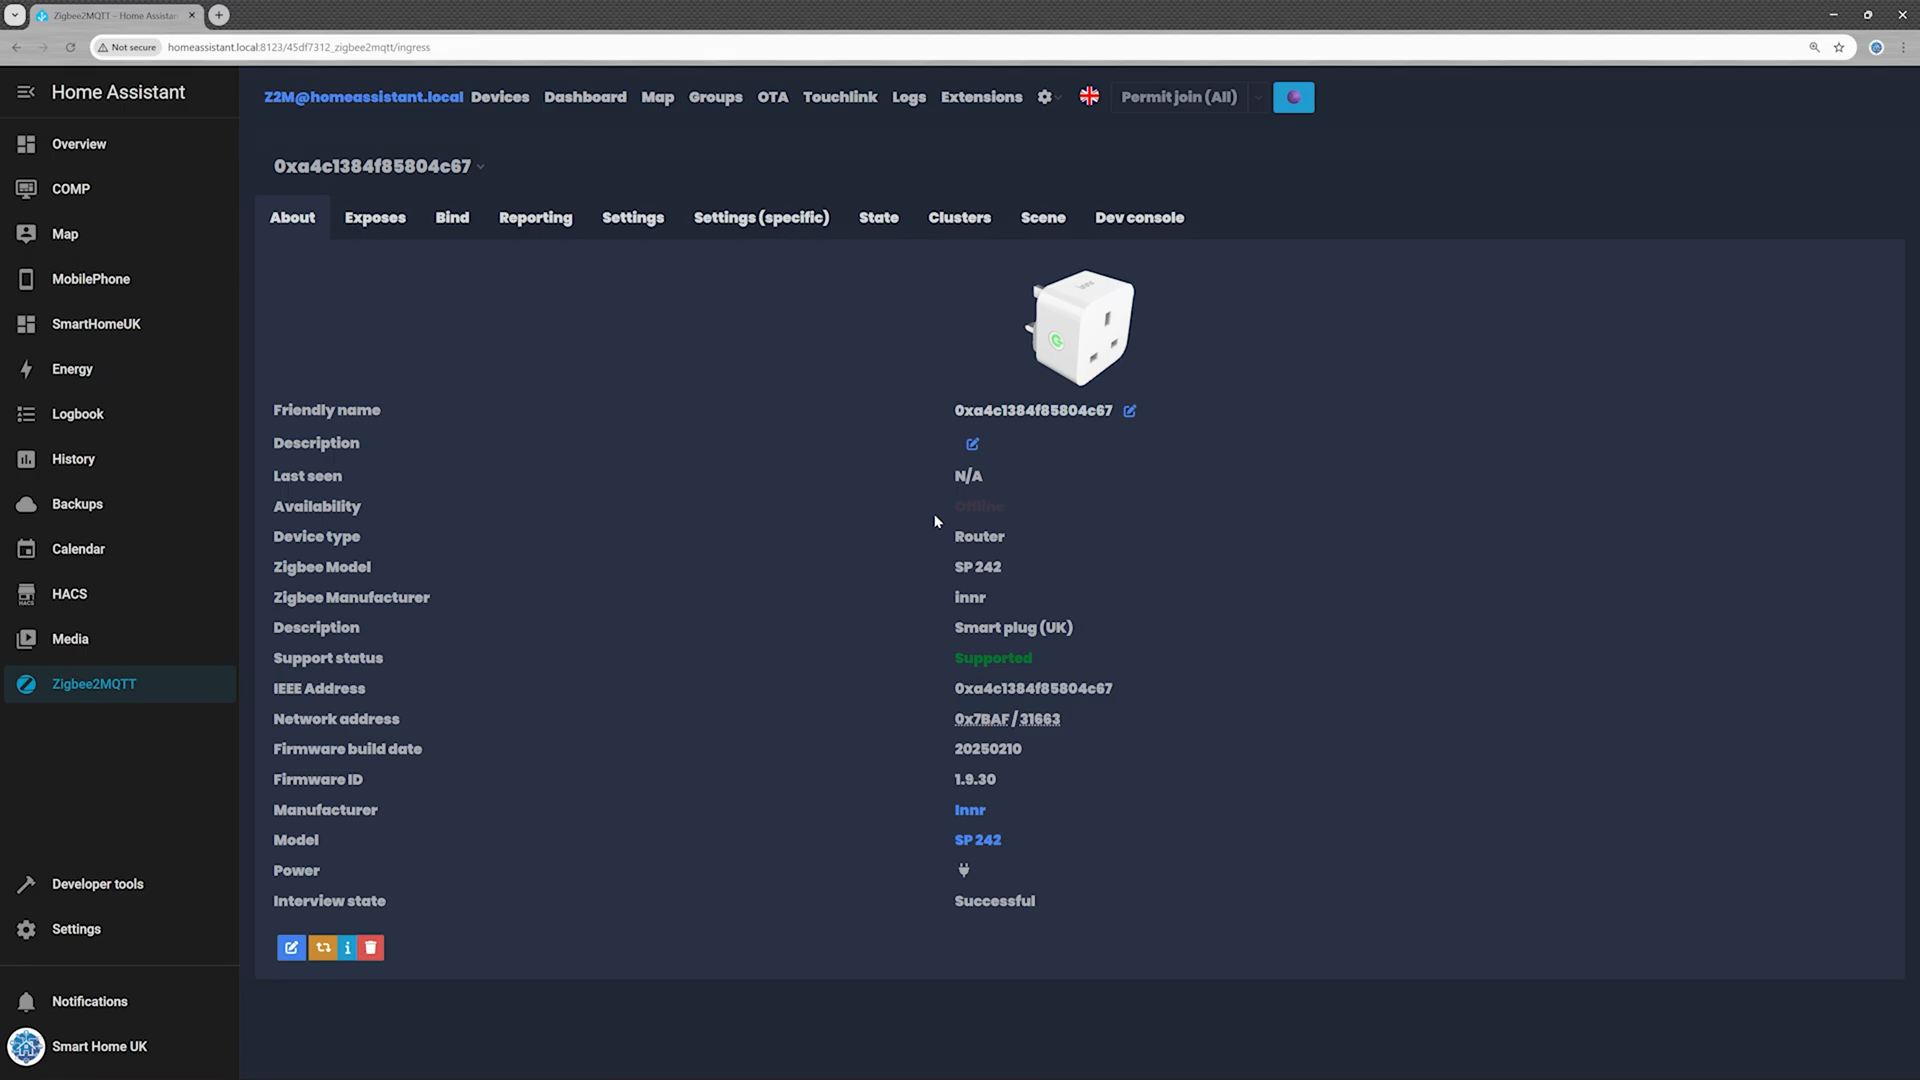 Zigbee2MQTT – Home Assistan
Not secure
homeassistant.local:8123/45df7312_zigbee2mqtt/ingress
Home Assistant
Overview
COMP
Map
MobilePhone
SmartHomeUK
Energy
Logbook
History
Backups
Calendar
HACS
HACS
Media
Zigbee2MQTT
Developer tools
Settings
Notifications
Smart Home UK
Z2M@homeassistant.local Devices Dashboard Map Groups OTA Touchlink Logs Extensions Permit join (All)
0xa4c1384f85804c67
About Exposes Bind Reporting Settings Settings (specific) State Clusters Scene Dev console
innr
Friendly name 0xa4c1384f85804c67
Description
Last seen N/A
Availability Offline
Device type Router
Zigbee Model SP 242
Zigbee Manufacturer innr
Description Smart plug (UK)
Support status Supported
IEEE Address 0xa4c1384f85804c67
Network address 0x7BAF / 31663
Firmware build date 20250210
Firmware ID 1.9.30
Manufacturer Innr
Model SP 242
Power
Interview state Successful